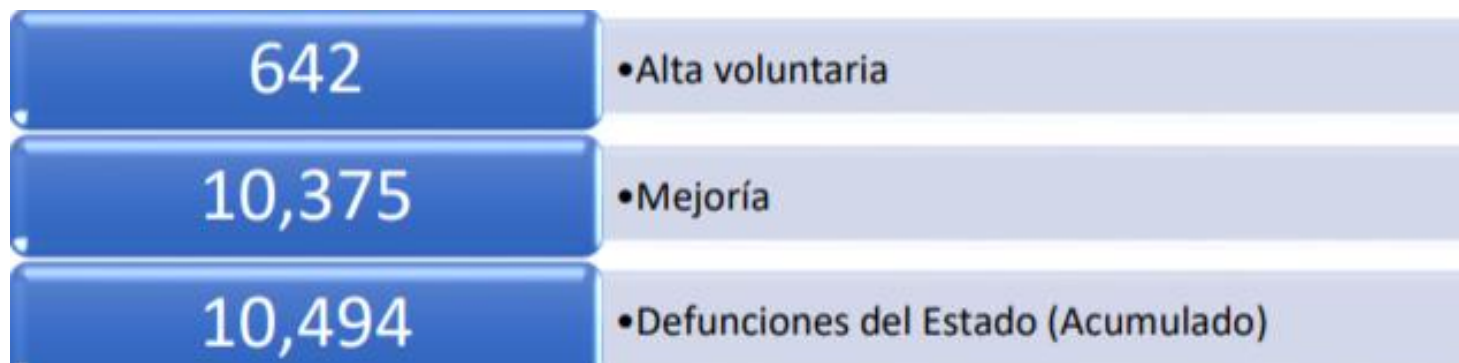 642
•Alta voluntaria
10,375
•Mejoría
10,494
•Defunciones del Estado (Acumulado)